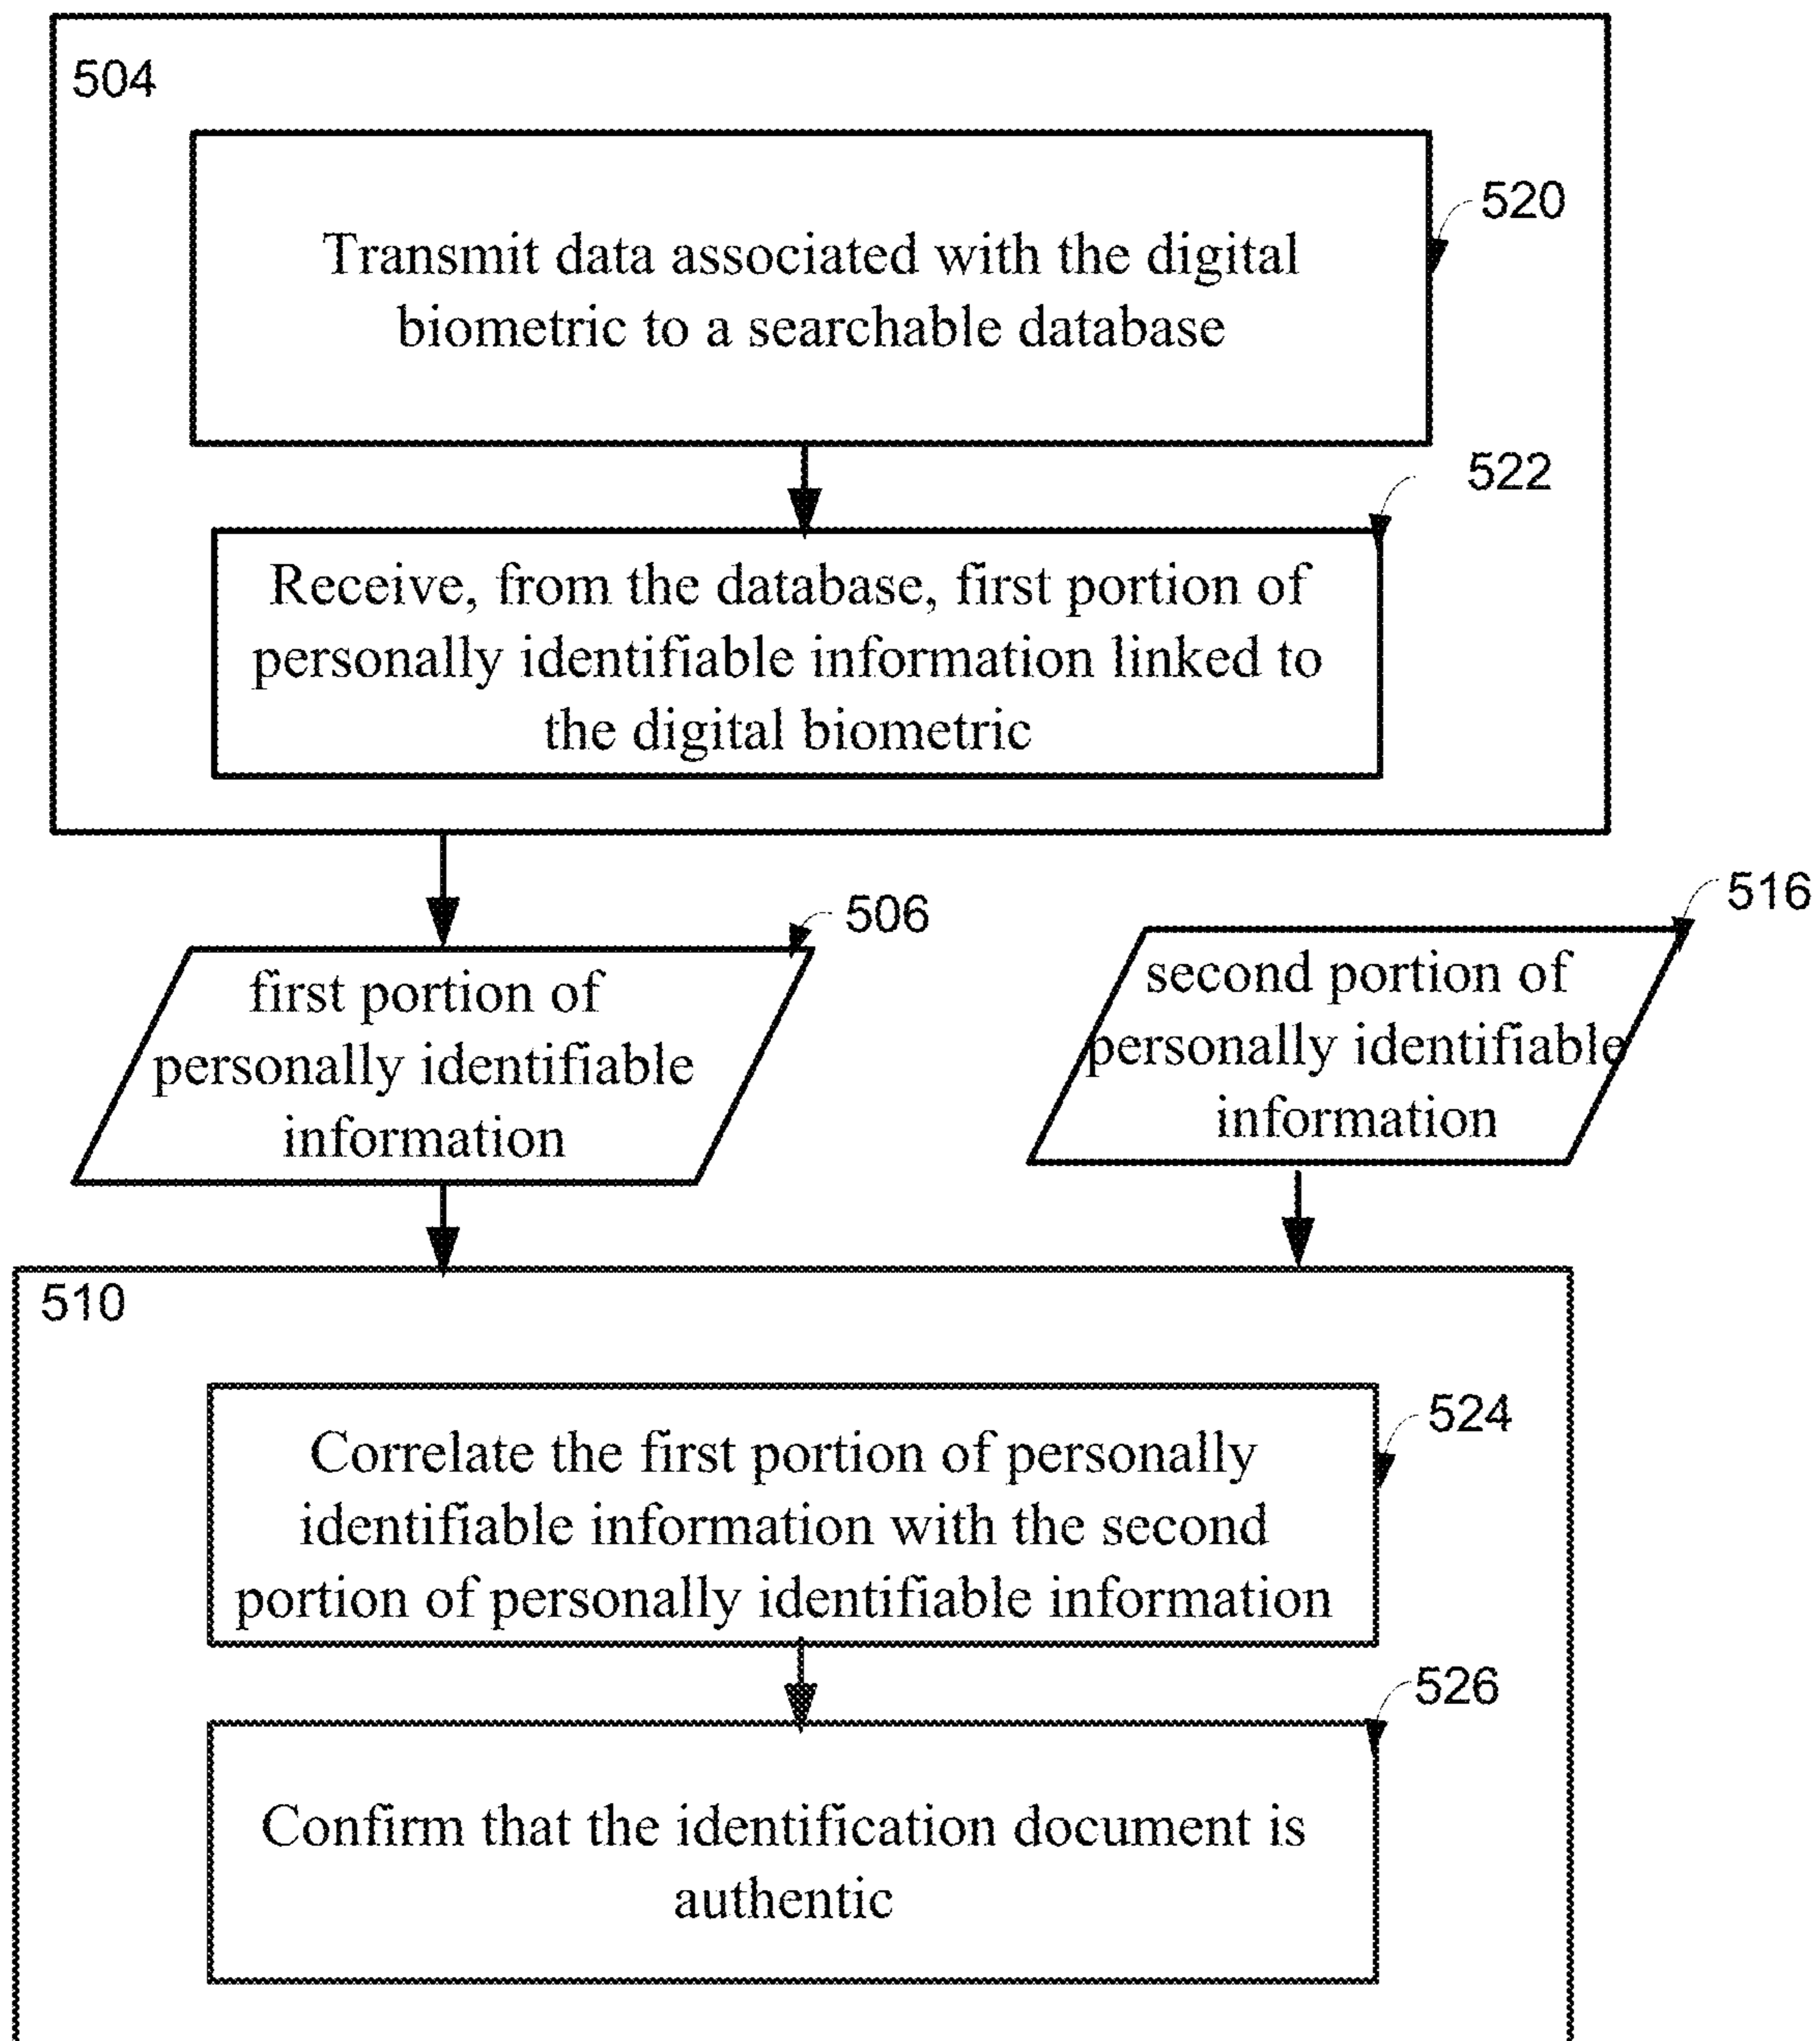 504
520
Transmit data associated with the digital
biometric to a searchable database
522
Receive, from the database, first portion of
personally identifiable information linked to
the digital biometric
506
first portion of
personally identifiable
information
516
second portion of
personally identifiable
information
510
524
Correlate the first portion of personally
identifiable information with the second
portion of personally identifiable information
526
Confirm that the identification document is
authentic